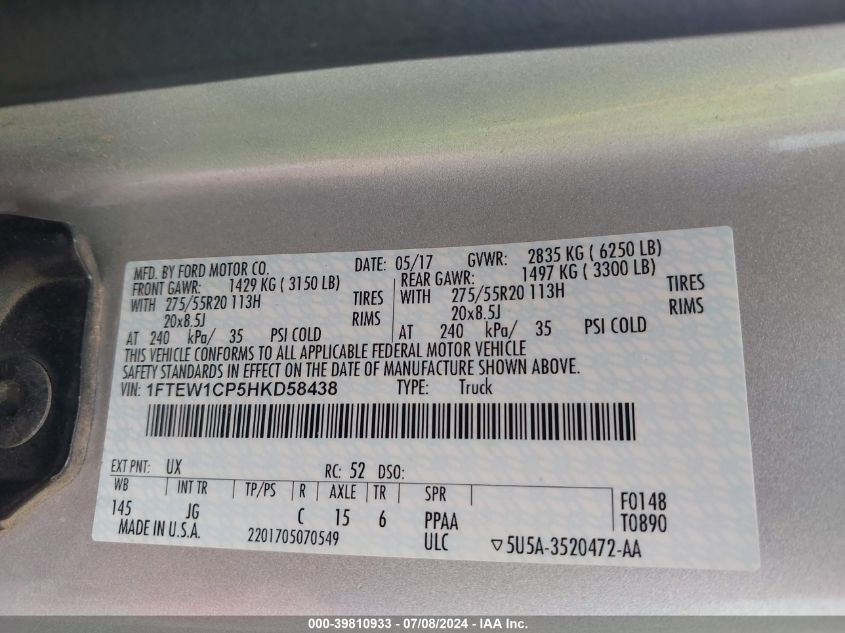 MFD. BY FORD MOTOR CO. DATE: 05/17 GVWR: 2835 KG ( 6250 LB)
FRONT GAWR: 1429 KG ( 3150 LB) REAR GAWR: 1497 KG ( 3300 LB)
WITH 275/55R20 113H TIRES WITH 275/55R20 113H TIRES
20x8.5J RIMS 20x8.5J RIMS
AT 240 kPa/ 35 PSI COLD AT 240 kPa/ 35 PSI COLD
THIS VEHICLE CONFORMS TO ALL APPLICABLE FEDERAL MOTOR VEHICLE
SAFETY STANDARDS IN EFFECT ON THE DATE OF MANUFACTURE SHOWN ABOVE.
VIN: 1FTEW1CP5HKD58438 TYPE: Truck
EXT PNT: UX RC: 52 DSO:
WB INT TR TP/PS R AXLE TR SPR F0148
145 JG C 15 6 PPAA T0890
MADE IN U.S.A. 2201705070549 ULC ▽5U5A-3520472-AA
000-39810933 - 07/08/2024 - IAA Inc.